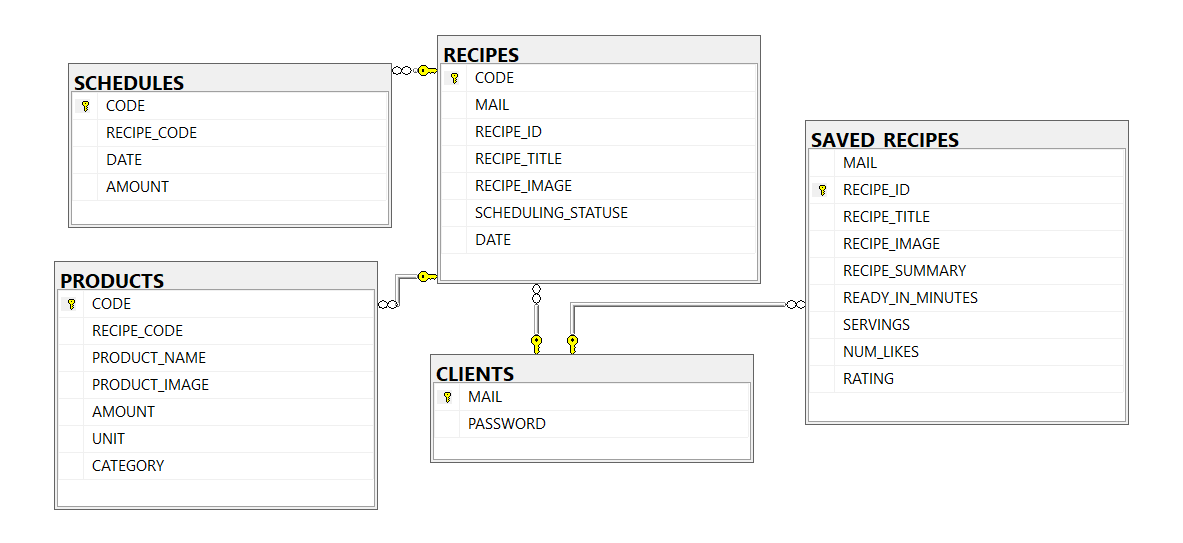 SCHEDULES
CODE
RECIPE_CODE
DATE
AMOUNT
RECIPES
CODE
MAIL
RECIPE_ID
RECIPE_TITLE
RECIPE_IMAGE
SCHEDULING_STATUSE
DATE
SAVED_RECIPES
MAIL
RECIPE_ID
RECIPE_TITLE
RECIPE_IMAGE
RECIPE_SUMMARY
READY_IN_MINUTES
SERVINGS
NUM_LIKES
RATING
PRODUCTS
CODE
RECIPE_CODE
PRODUCT_NAME
PRODUCT_IMAGE
AMOUNT
UNIT
CATEGORY
CLIENTS
MAIL
PASSWORD